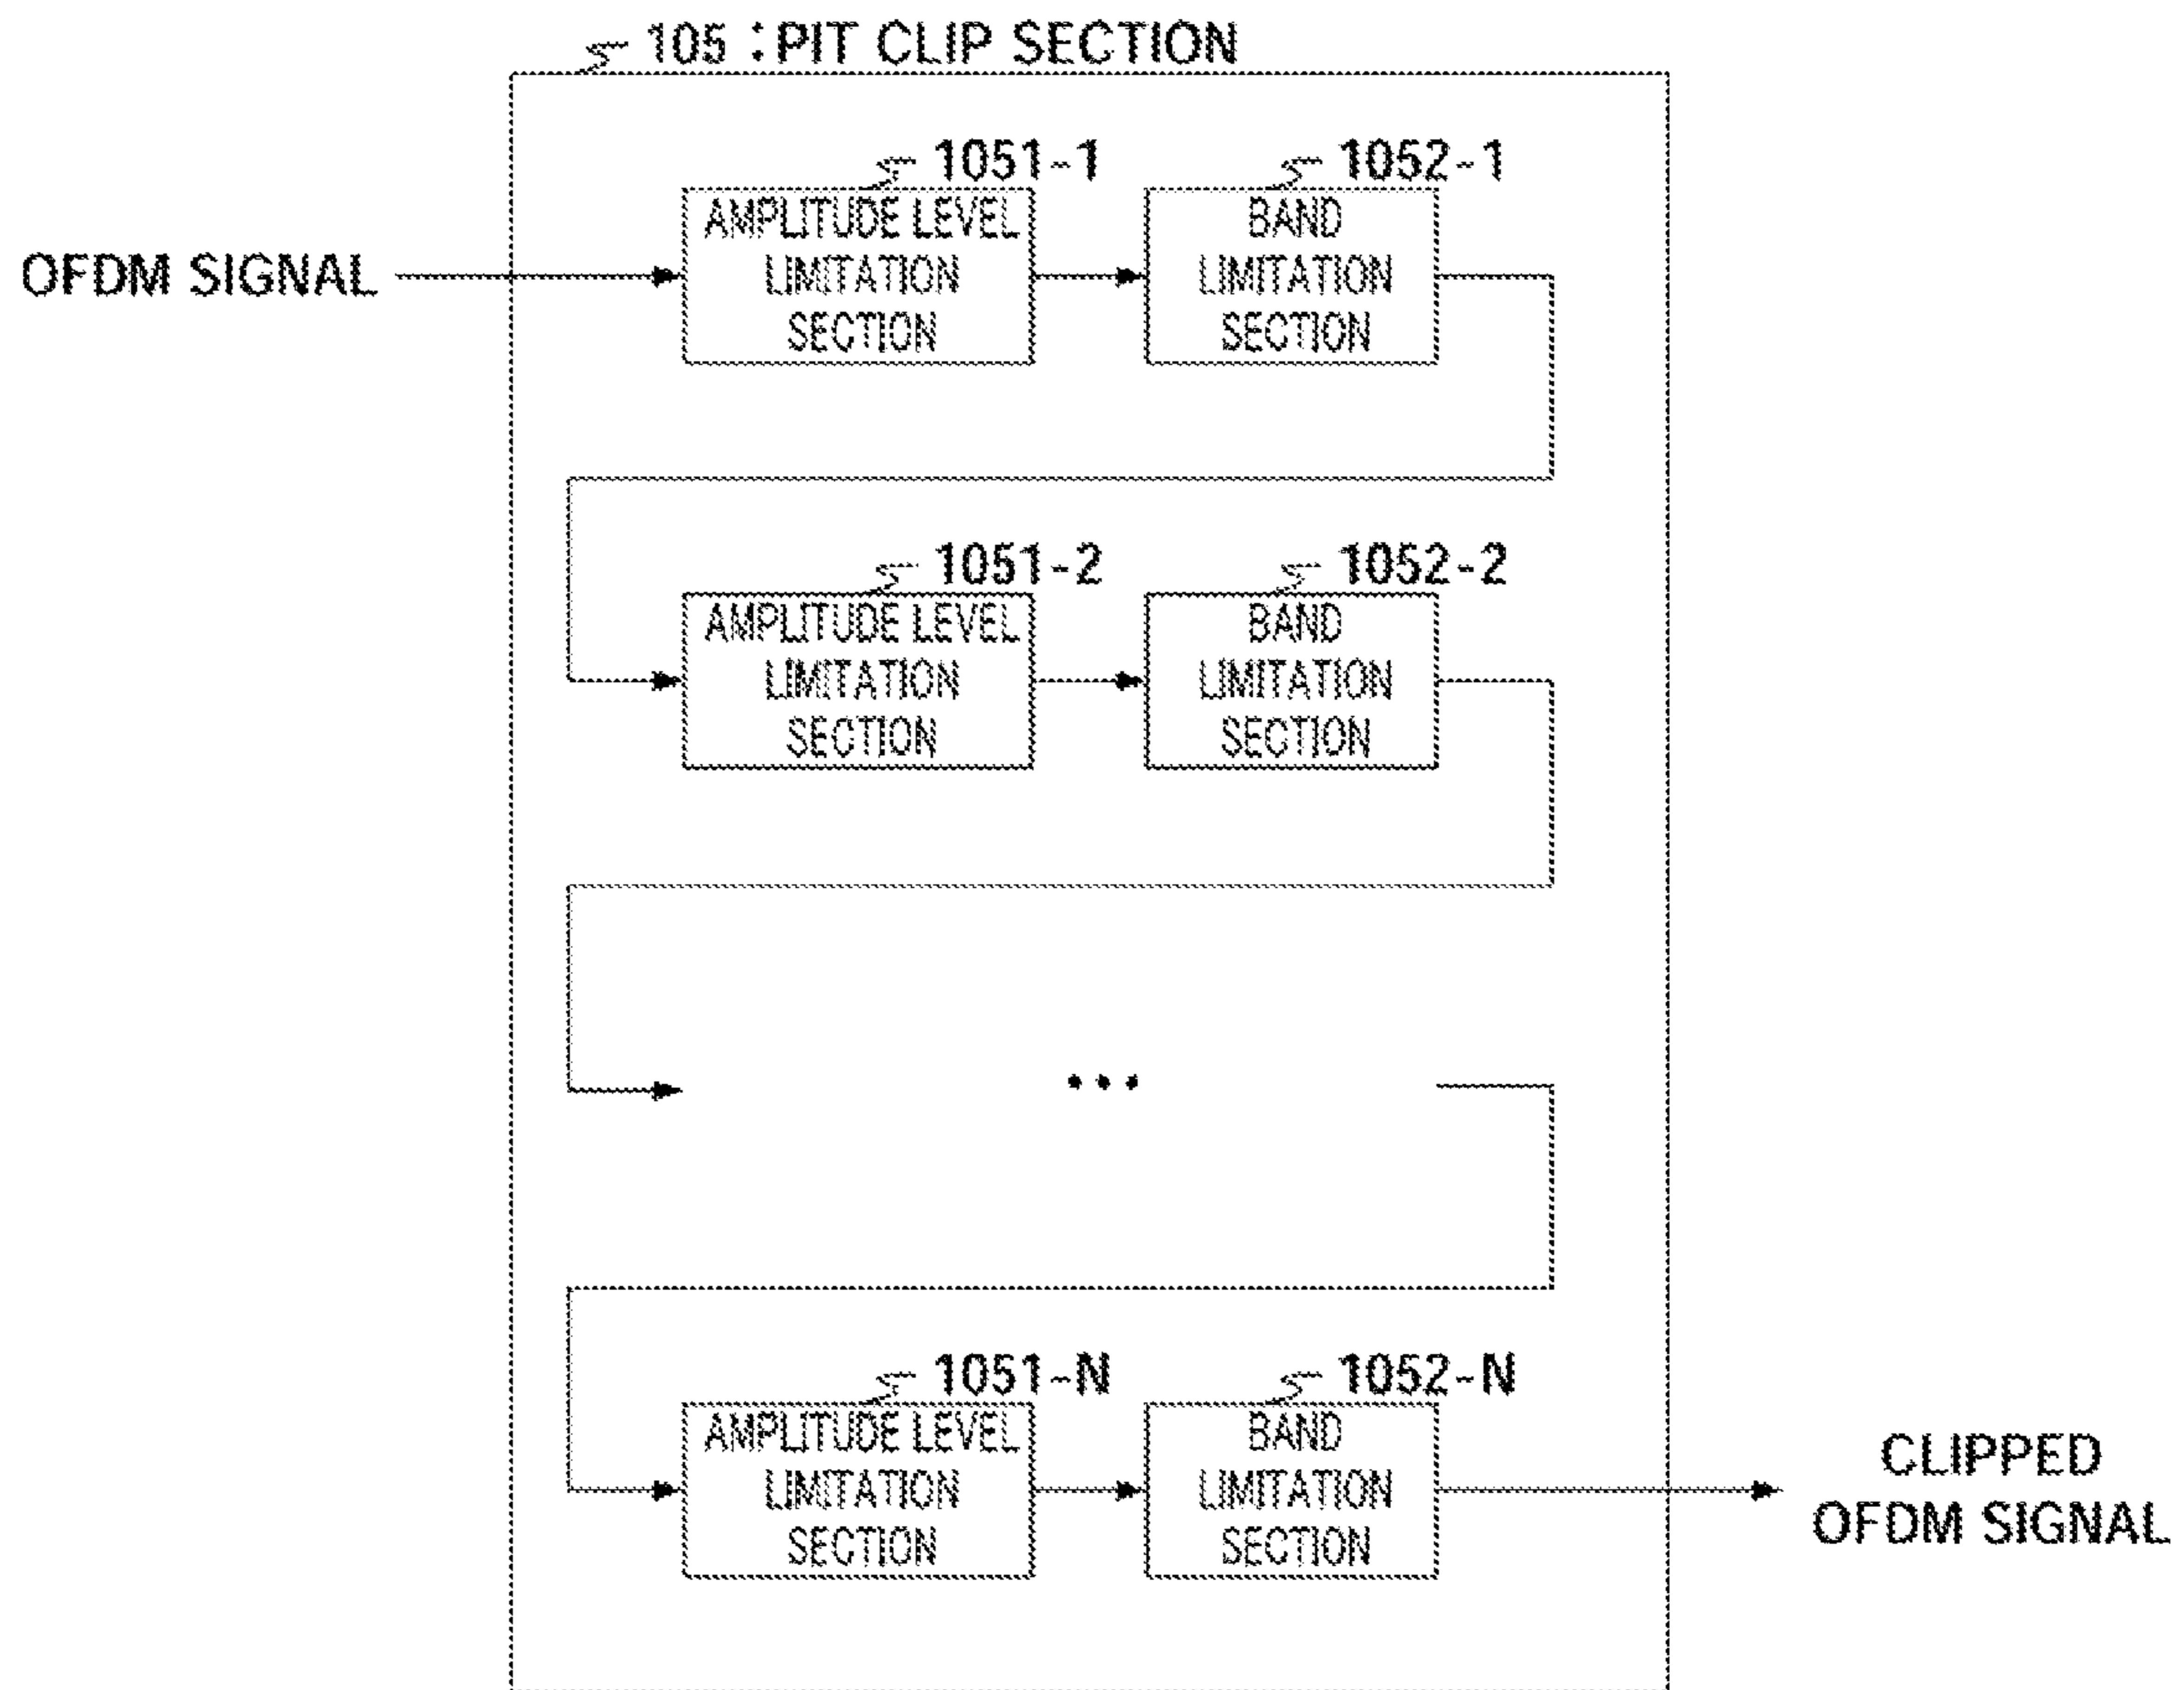 105 : PIT CLIP SECTION
1051-1
1052-1
AMPLITUDE LEVEL
LIMITATION
SECTION
BAND
LIMITATION
SECTION
OFDM SIGNAL
1051-2
1052-2
AMPLITUDE LEVEL
LIMITATION
SECTION
BAND
LIMITATION
SECTION
...
1051-N
1052-N
AMPLITUDE LEVEL
LIMITATION
SECTION
BAND
LIMITATION
SECTION
CLIPPED
OFDM SIGNAL